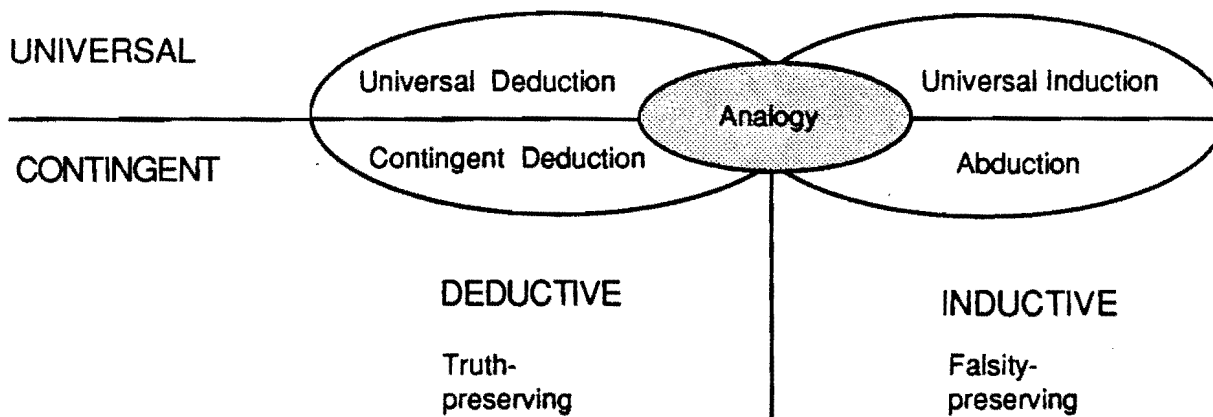 UNIVERSAL
Universal Deduction
Analogy
Universal Induction
CONTINGENT
Contingent Deduction
Abduction
DEDUCTIVE
INDUCTIVE
Truth-
preserving
Falsity-
preserving